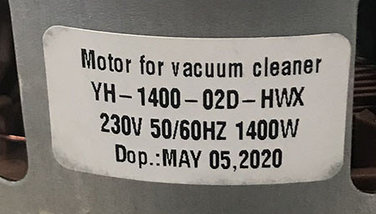 Motor for vacuum cleaner
YH-1400-02D-HWX
230V 50/60HZ 1400W
Dop.:MAY 05,2020